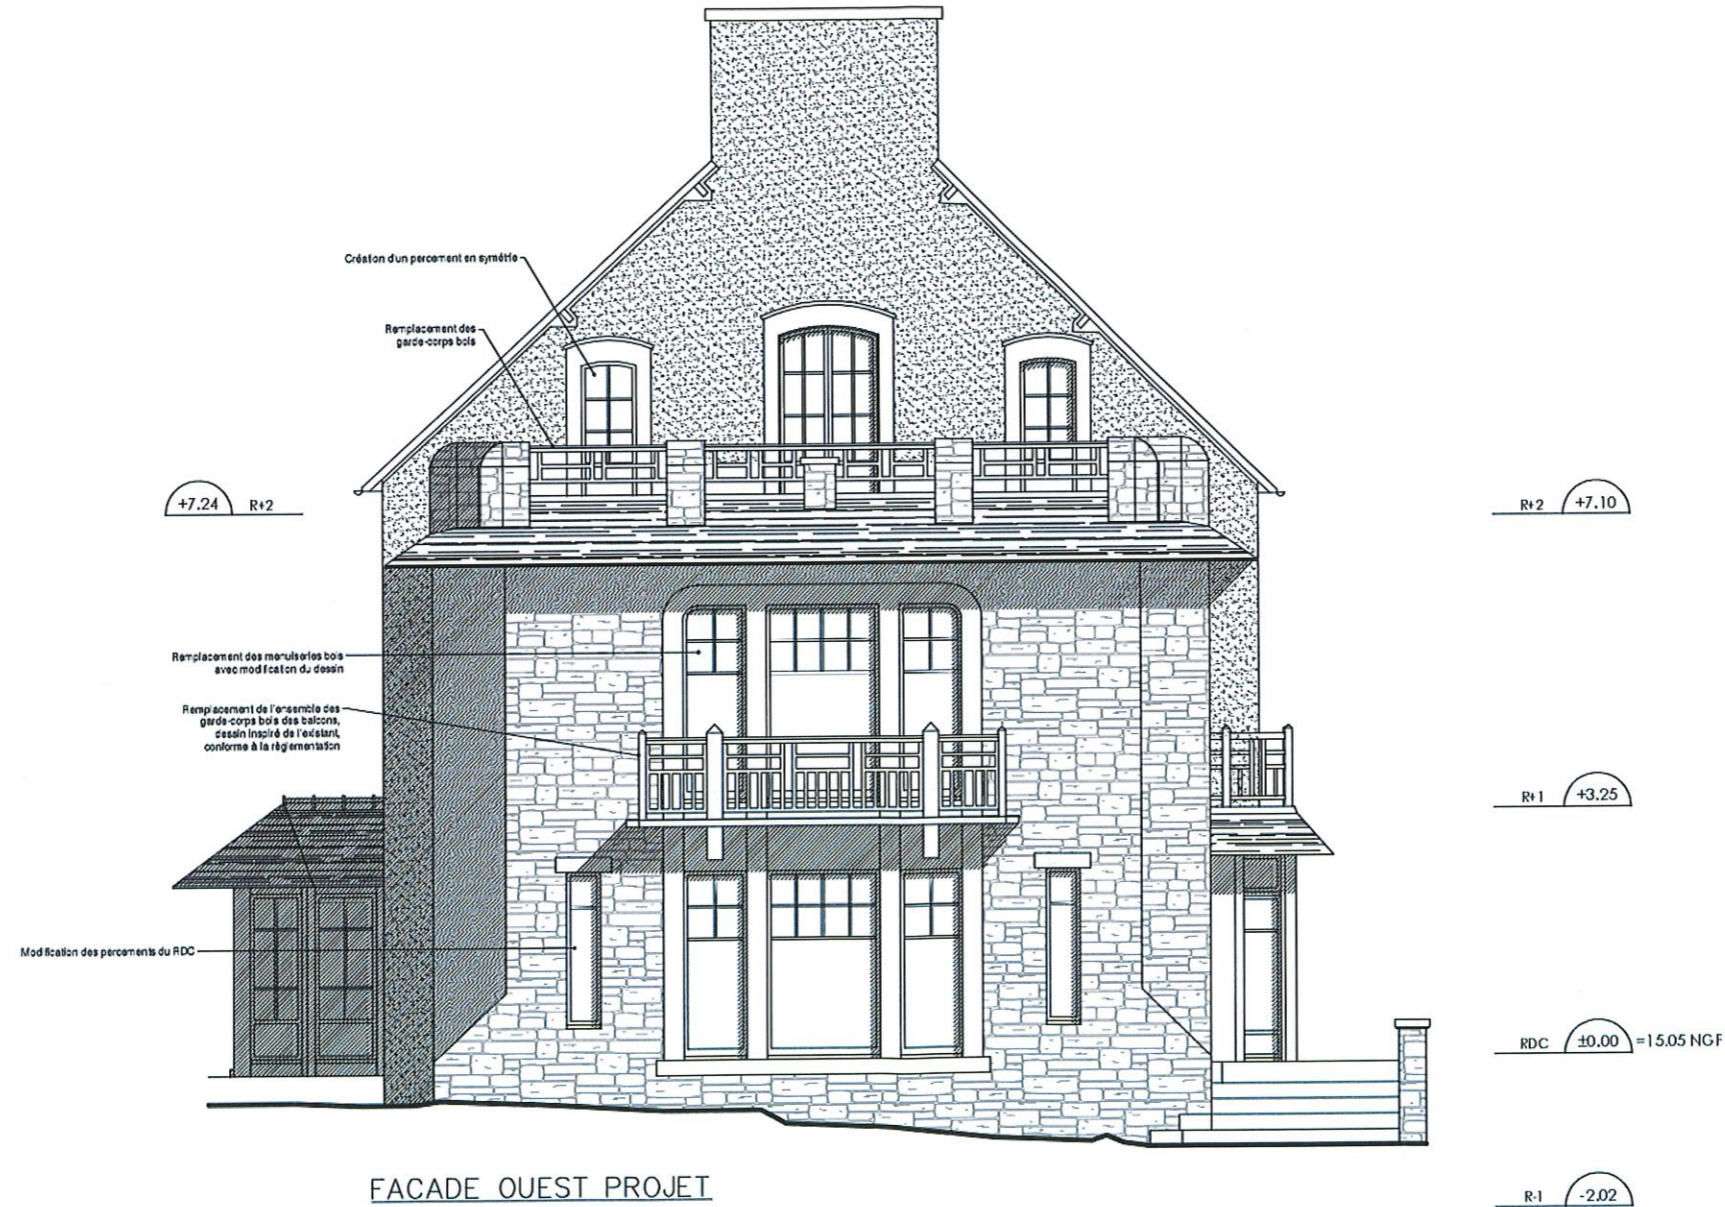 Création d'un percement en symétrie
Remplacement des
garde-corps bois
+7.24 R+2
R+2 +7.10
Remplacement des menuiseries bois
avec modification du dessin
Remplacement de l'ensemble des
garde-corps bois des balcons,
dessin inspiré de l'existant,
conforme à la règlementation
R+1 +3.25
Modification des percements du RDC
RDC ±0.00 =15.05 NGF
FACADE OUEST PROJET
R-1 -2.02